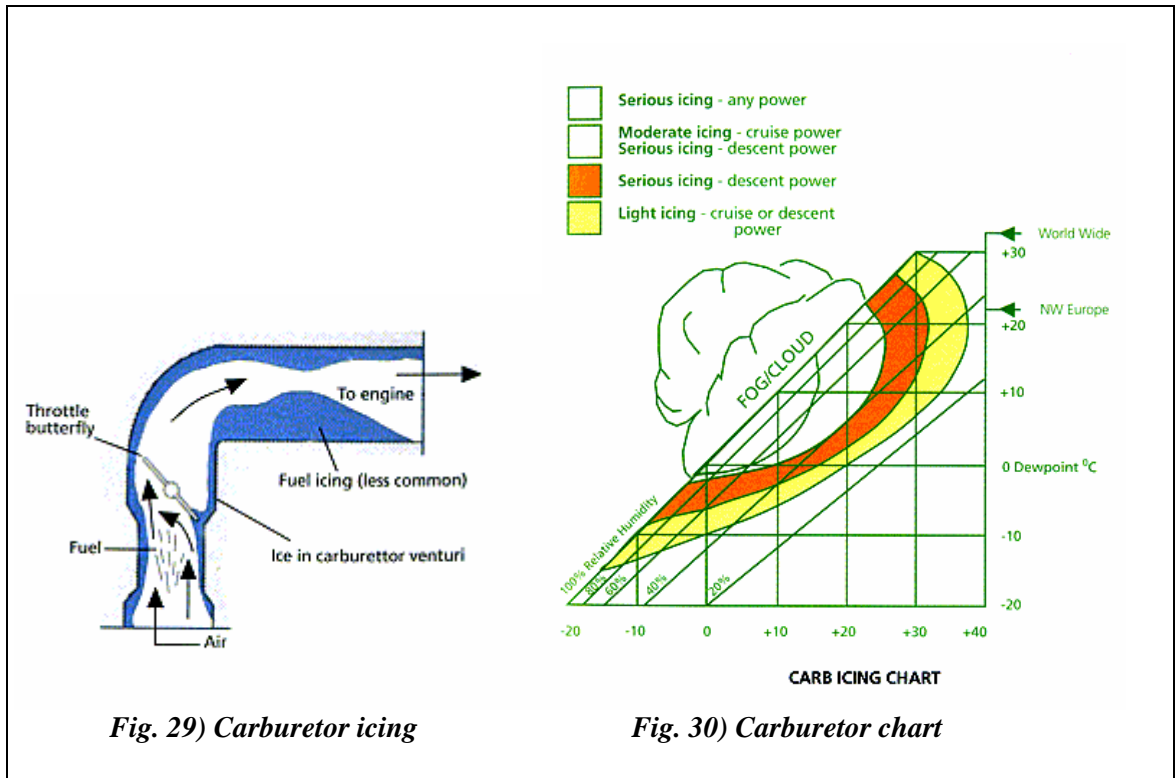 Serious icing - any power
Moderate icing - cruise power
Serious icing - descent power
Serious icing - descent power
Light icing - cruise or descent
power
World Wide
+30
NW Europe
+20
FOG/CLOUD
+10
0 Dewpoint ⁰C
-10
-20
100% Relative Humidity
80%
60%
40%
20%
-20 -10 0 +10 +20 +30 +40
CARB ICING CHART
To engine
Throttle
butterfly
Fuel icing (less common)
Fuel
Ice in carburettor venturi
Air
Fig. 29) Carburetor icing
Fig. 30) Carburetor chart